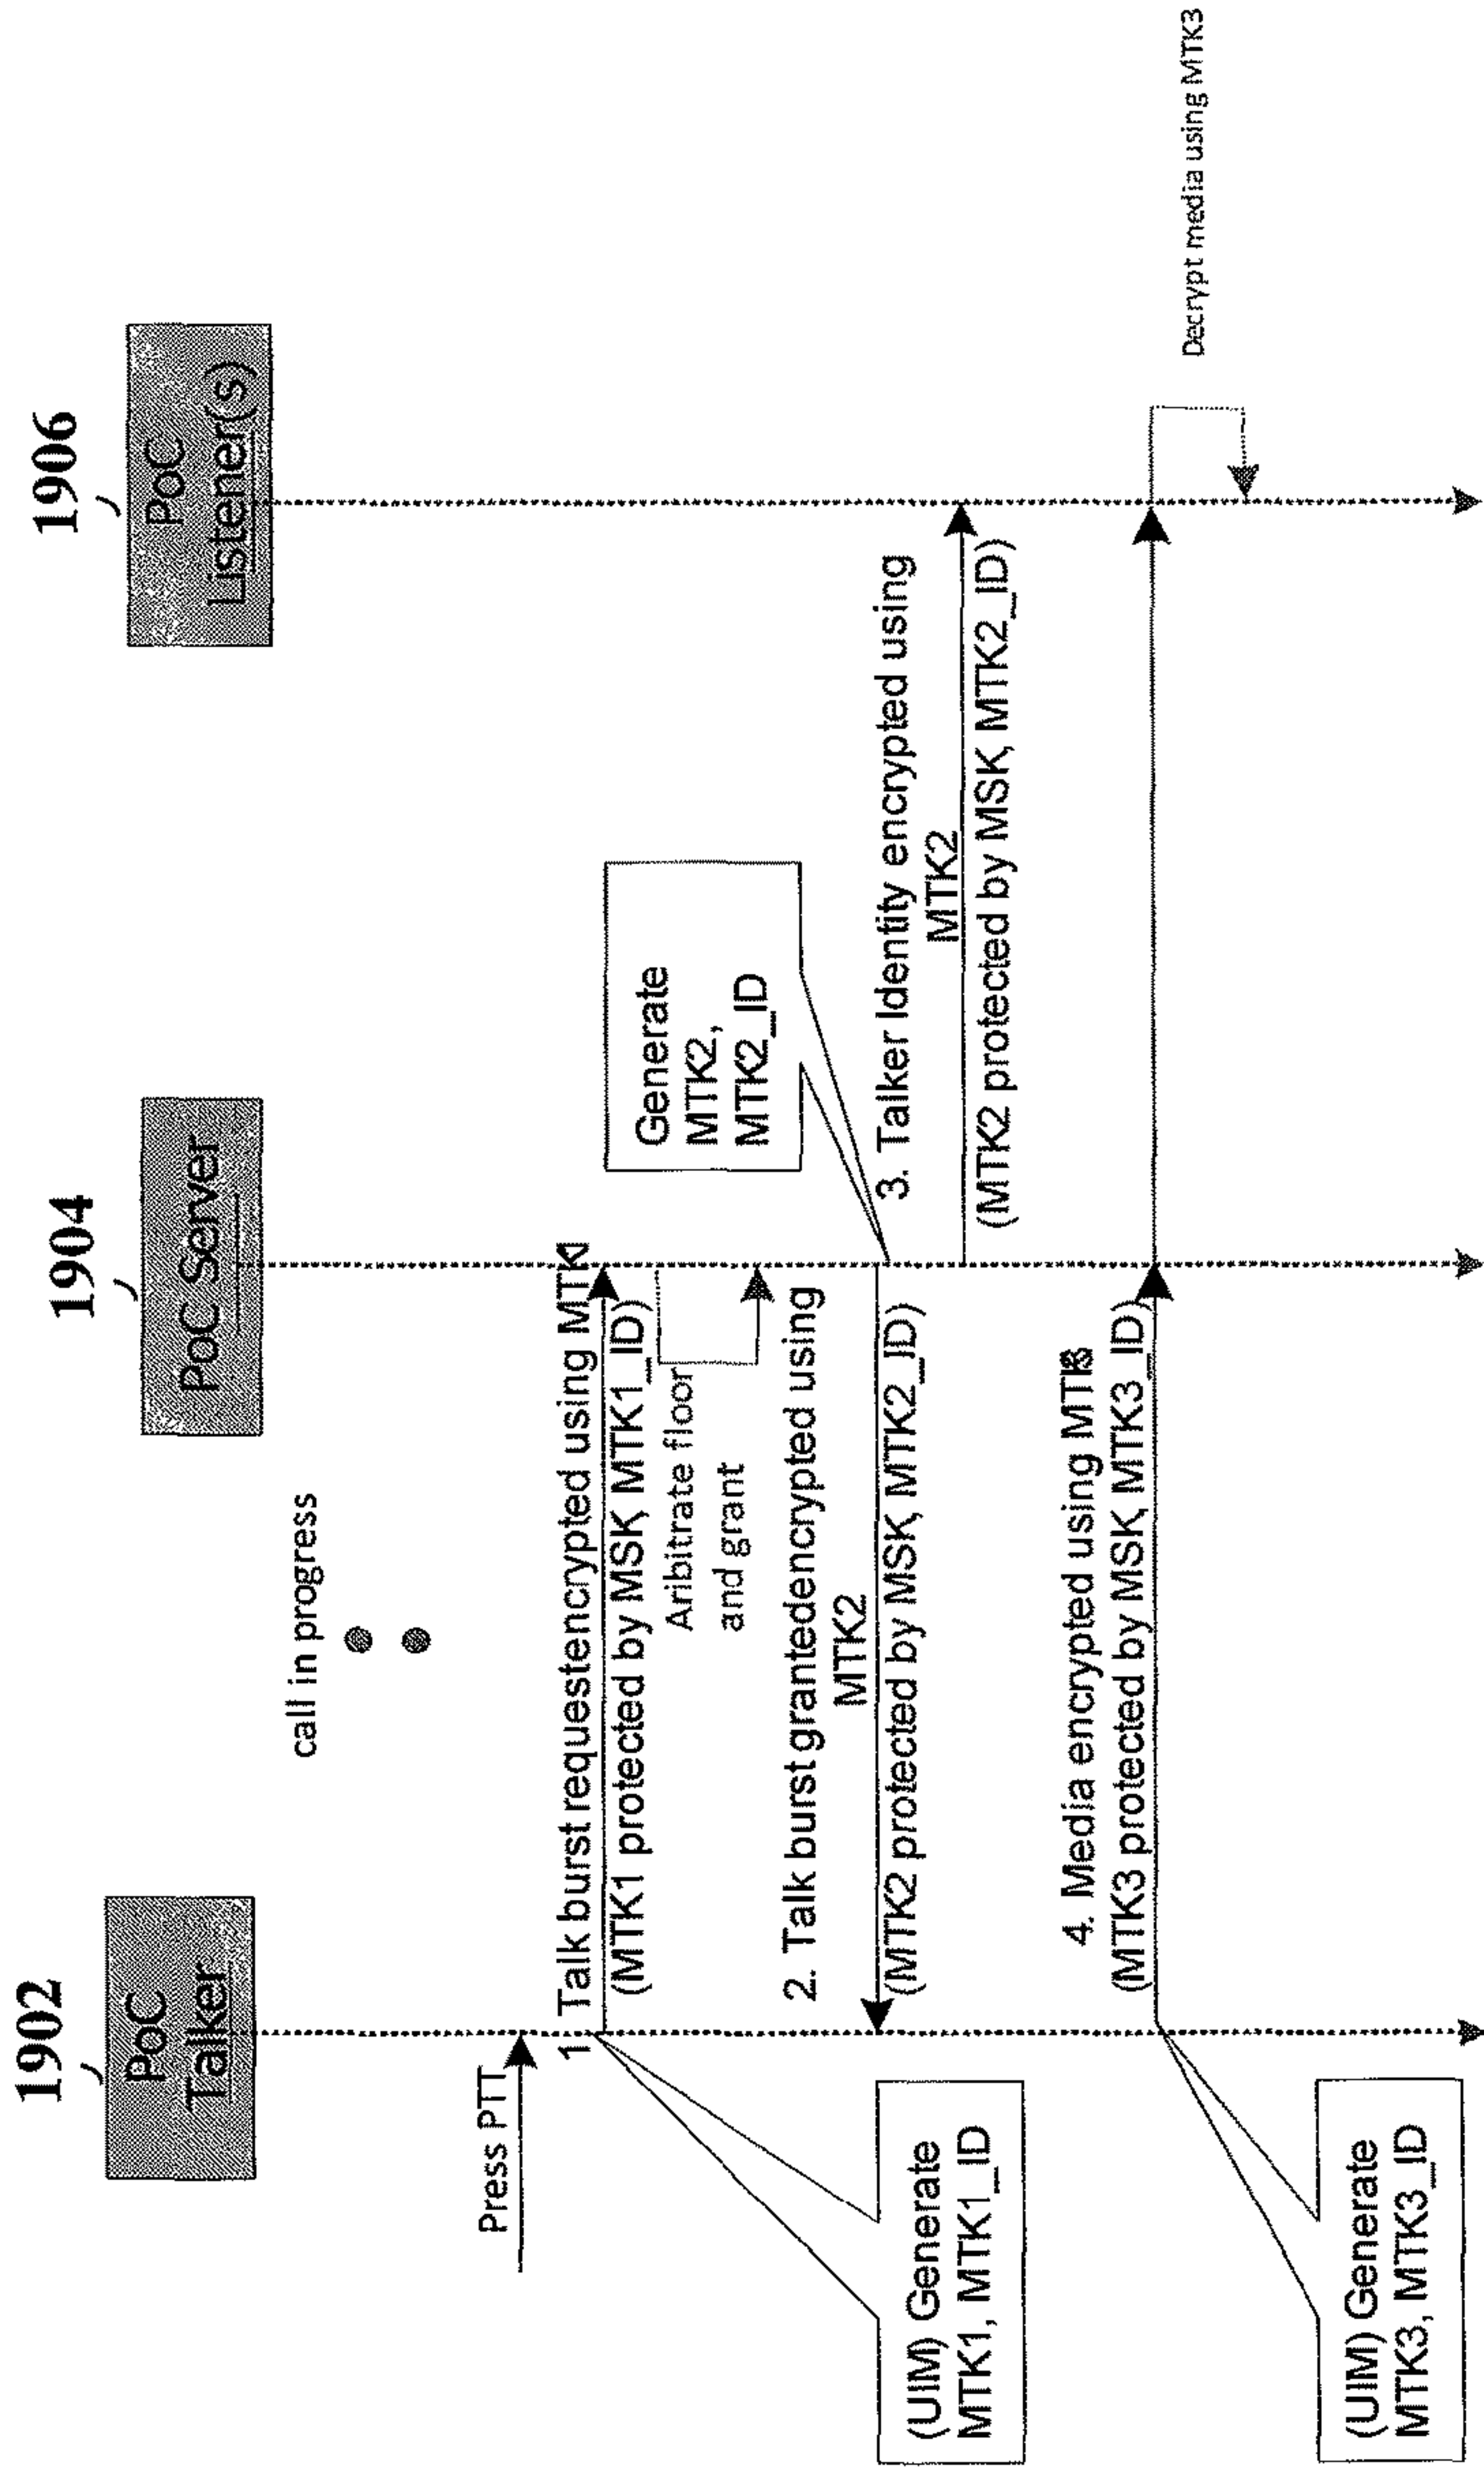 1902
PoC
Talker
1904
PoC Server
1906
PoC
Listener(s)
call in progress
Press PTT
1 Talk burst requestencrypted using MTK1
(MTK1 protected by MSK, MTK1_ID)
Aribitrate floor
and grant
(UIM) Generate
MTK1, MTK1_ID
Generate
MTK2,
MTK2_ID
2. Talk burst grantedencrypted using
MTK2
(MTK2 protected by MSK, MTK2_ID)
3. Talker Identity encrypted using
MTK2
(MTK2 protected by MSK, MTK2_ID)
4. Media encrypted using MTK3
(MTK3 protected by MSK, MTK3_ID)
(UIM) Generate
MTK3, MTK3_ID
Decrypt media using MTK3